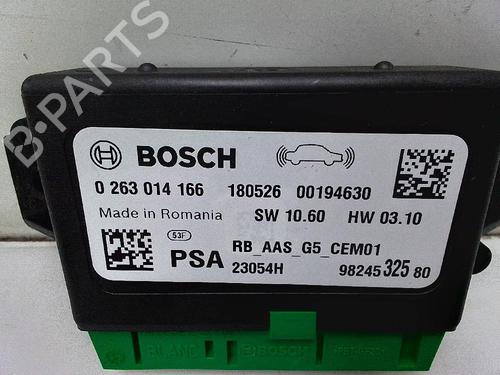 B-PARTS
BOSCH
0 263 014 166 180526 00194630
Made in Romania SW 10.60 HW 03.10
53F RB_AAS_G5_CEM01
PSA 23054H 98245 325 80
BOSCH